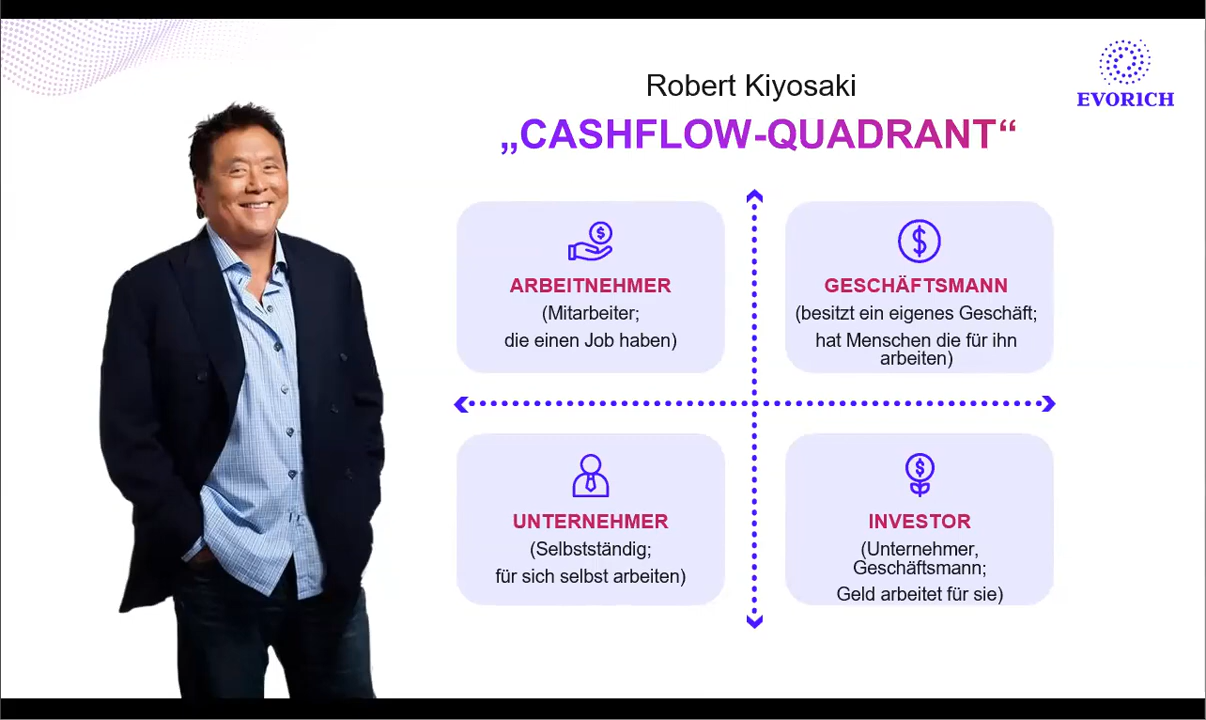 EVORICH
Robert Kiyosaki
„CASHFLOW-QUADRANT“
ARBEITNEHMER
(Mitarbeiter;
die einen Job haben)
GESCHÄFTSMANN
(besitzt ein eigenes Geschäft;
hat Menschen die für ihn
arbeiten)
UNTERNEHMER
(Selbstständig;
für sich selbst arbeiten)
INVESTOR
(Unternehmer,
Geschäftsmann;
Geld arbeitet für sie)